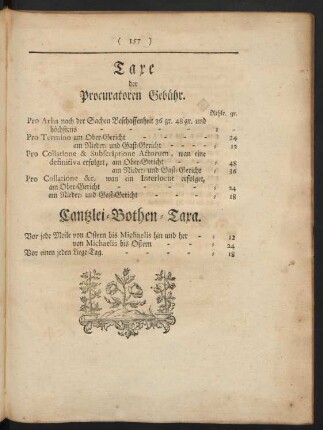 ( 157 )
Taxe
der
Procuratoren Gebühr.
Rthlr. gr.
Pro Arha nach der Sachen Beschaffenheit 36 gr. 48 gr. und
höchstens - - - - - 1 -
Pro Termino am Ober-Gericht - - - - 24
am Nieder- und Gast-Gericht - - - 12
Pro Collatione & Subscriptione Actorum, wan eine
definitiva erfolget, am Ober-Gericht - - 48
am Nieder- und Gast-Gericht 36
Pro Collatione &c. wan ein Interlocut erfolget,
am Ober-Gericht - - - - 24
am Nieder- und Gast-Gericht - - - 18
Cantzlei-Bothen-Taxa.
Vor jede Meile von Ostern bis Michaelis hin und her - 12
von Michaelis bis Ostern - - 24
Vor einen jeden Liege-Tag. - - - - 18